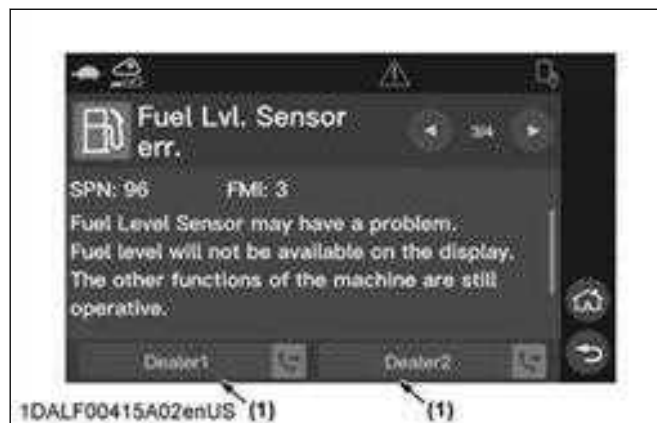 Fuel Lvl. Sensor
err.
3/4
SPN: 96 FMI: 3
Fuel Level Sensor may have a problem.
Fuel level will not be available on the display.
The other functions of the machine are still
operative.
Dealer1 Dealer2
1DALF00415A02enUS (1) (1)